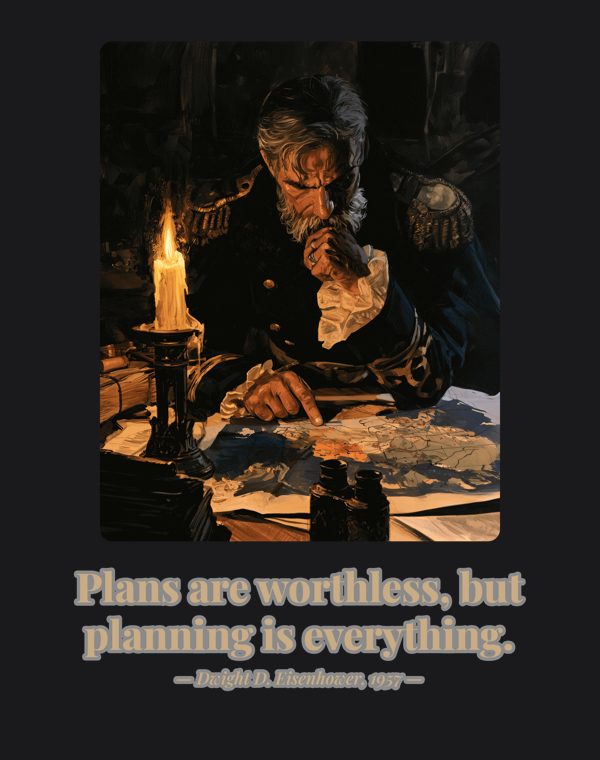 Plans are worthless, but
planning is everything.
— Dwight D. Eisenhower, 1957 —